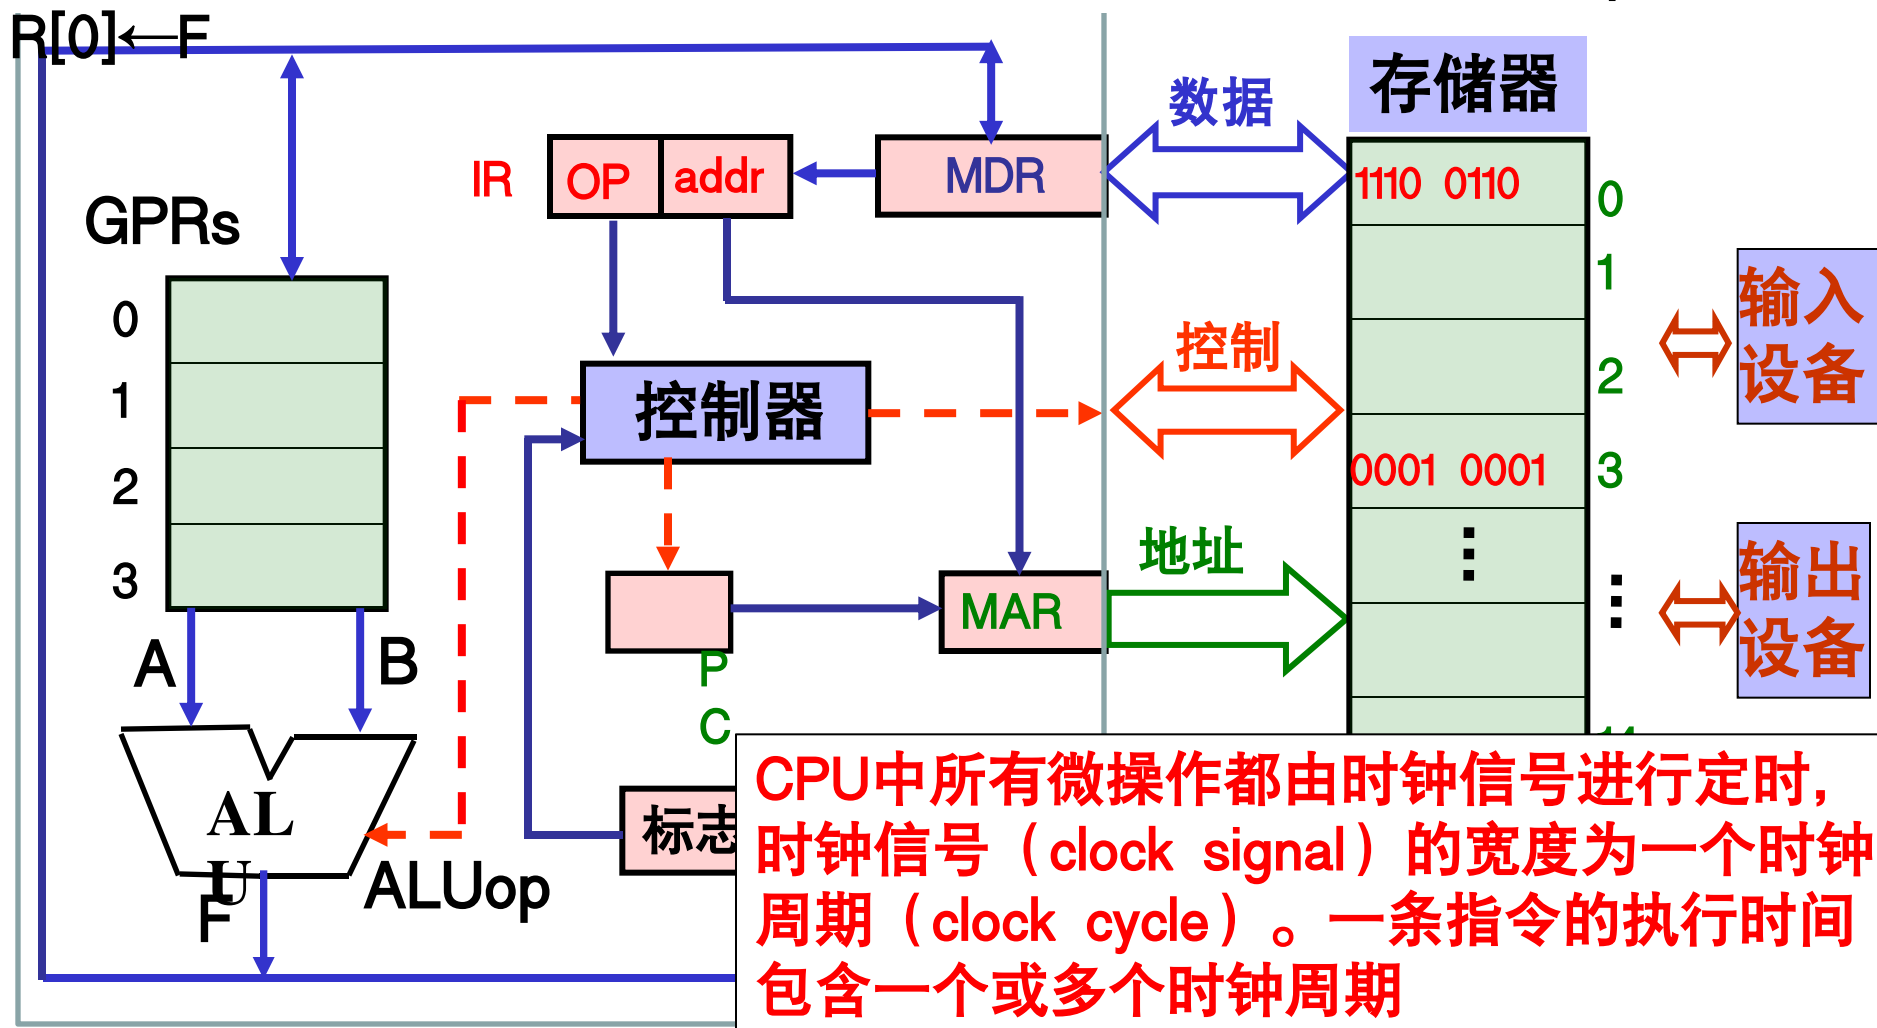 R[0]←F
存储器
数据
IR
OP
addr
MDR
1110 0110
0
GPRs
1
输入
设备
0
控制
2
1
控制器
0001 0001
3
2
地址
输出
设备
3
MAR
A
B
P
C
AL
U
标志
ALUop
F
CPU中所有微操作都由时钟信号进行定时,
时钟信号（clock signal）的宽度为一个时钟
周期（clock cycle）。一条指令的执行时间
包含一个或多个时钟周期